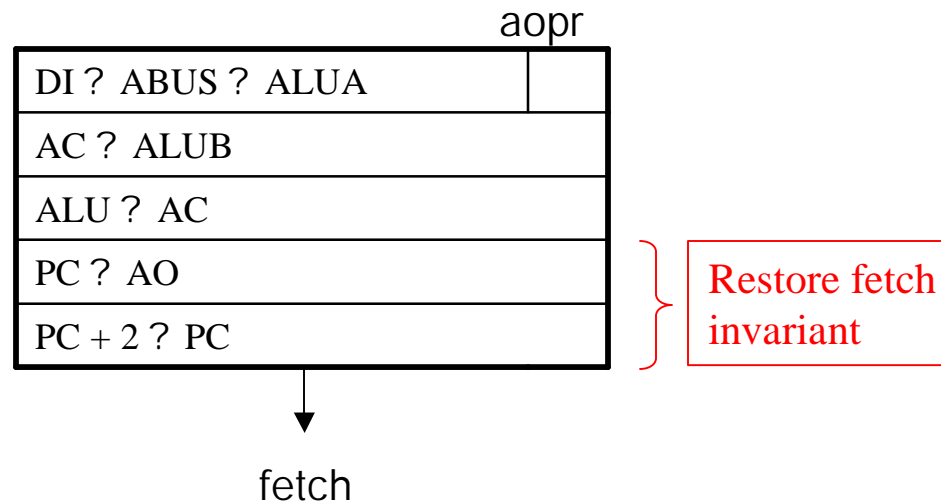 aopr
DI ? ABUS ? ALUA
AC ? ALUB
ALU ? AC
PC ? AO
PC + 2 ? PC
Restore fetch
invariant
fetch